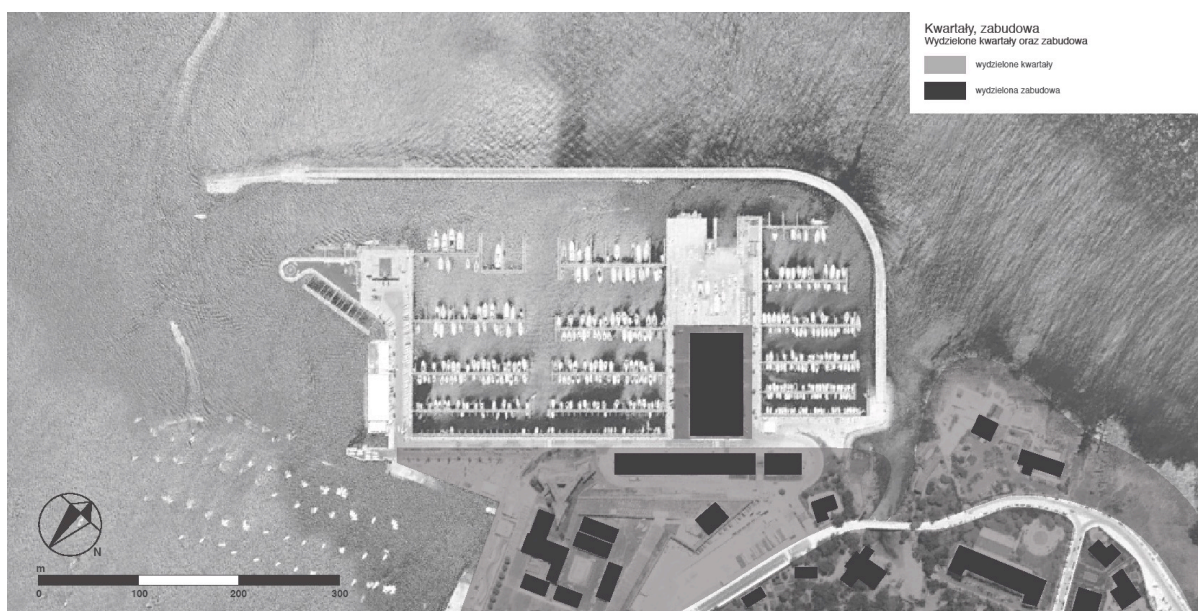 Kwartały, zabudowa
Wydzielone kwartały oraz zabudowa
wydzielone kwartały
wydzielona zabudowa
N
m
0 100 200 300